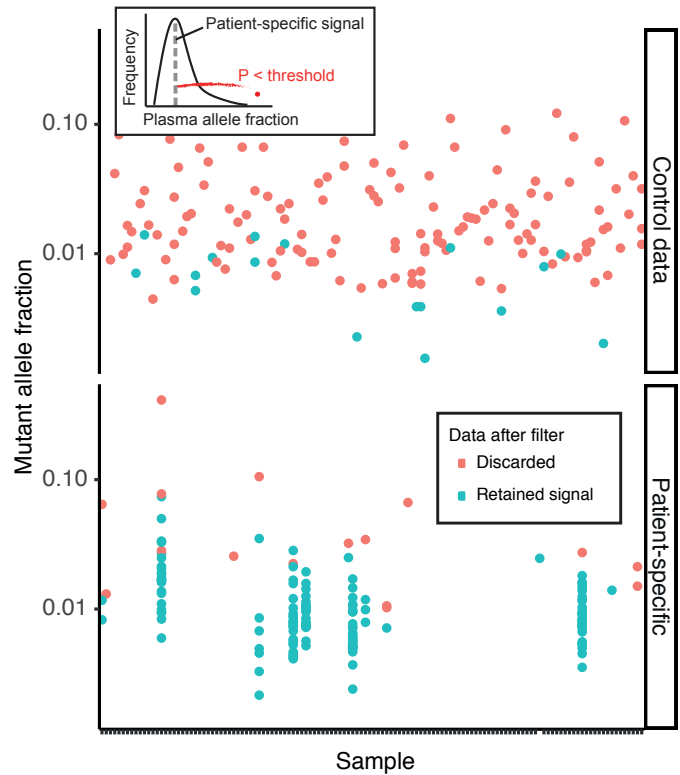 Frequency
Patient-specific signal
P < threshold
Plasma allele fraction
Mutant allele fraction
0.10
0.01
Control data
0.10
0.01
Patient-specific
Data after filter
Discarded
Retained signal
Sample